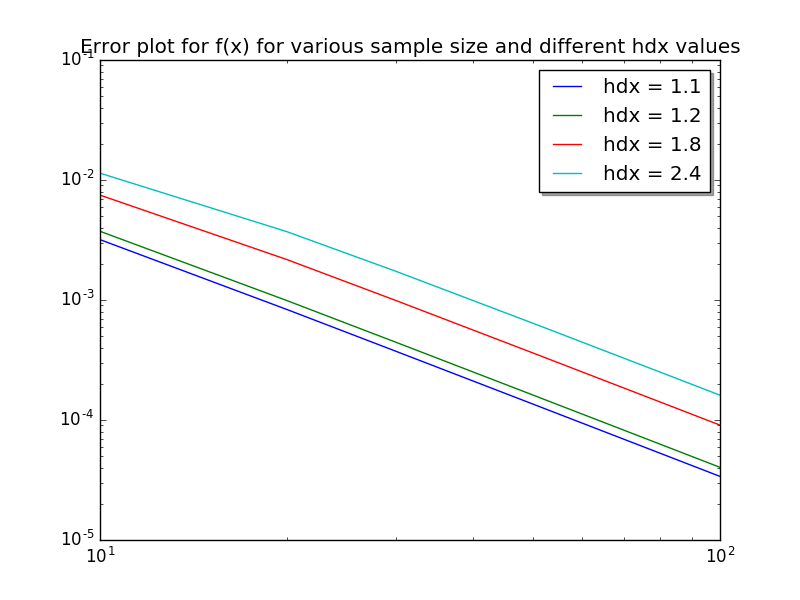 Error plot for f(x) for various sample size and different hdx values
10^-1
hdx = 1.1
hdx = 1.2
hdx = 1.8
hdx = 2.4
10^-2
10^-3
10^-4
10^-5
10^1
10^2